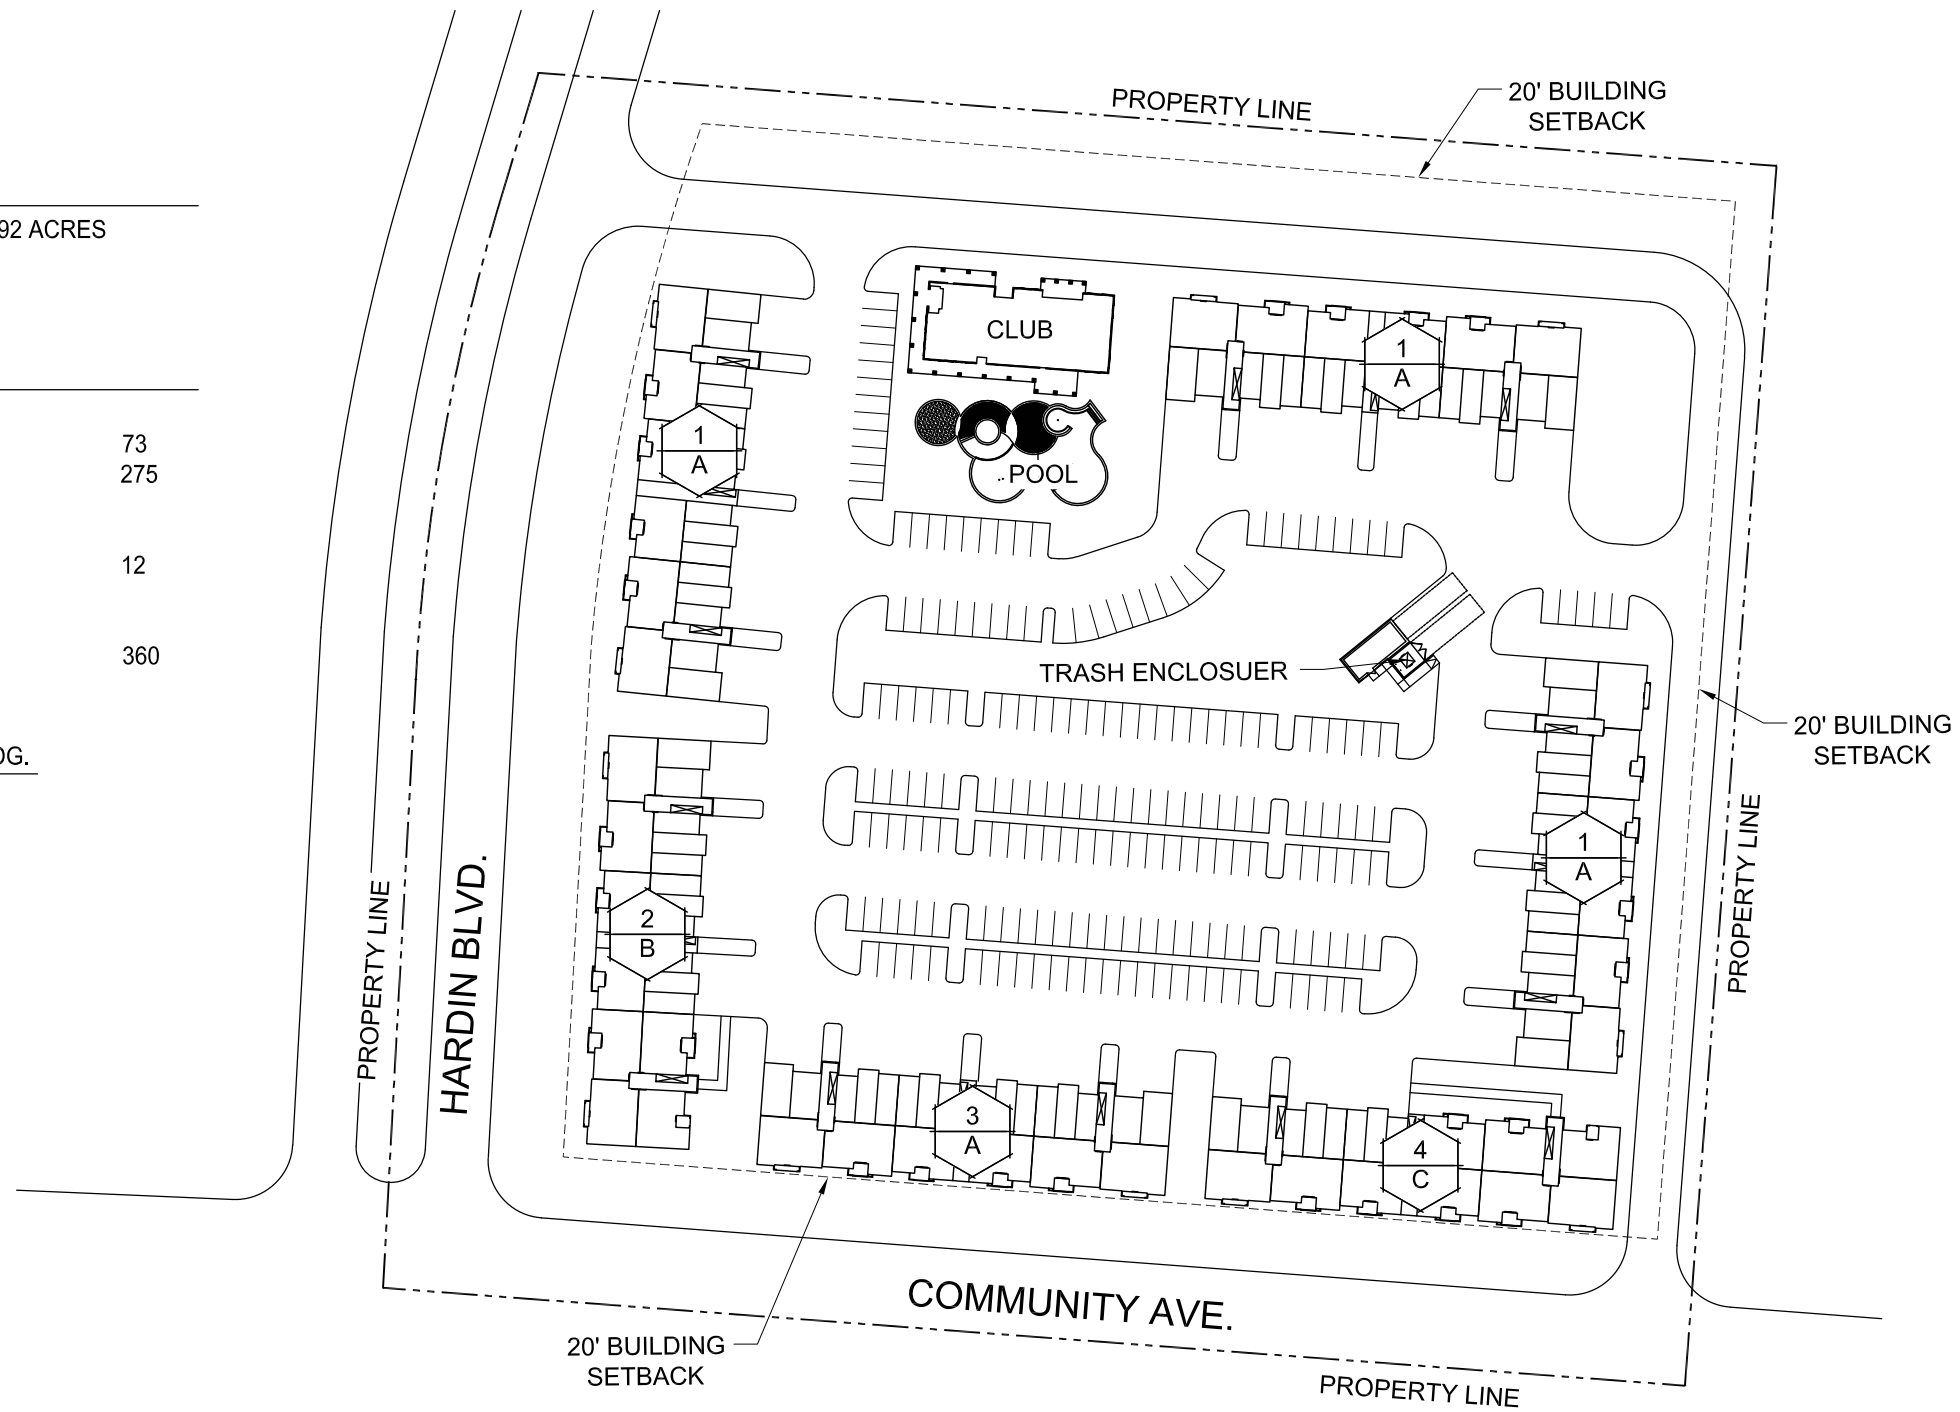 92 ACRES
73
275
12
360
DG.
PROPERTY LINE
20' BUILDING
SETBACK
CLUB
POOL
1
A
1
A
TRASH ENCLOSUER
20' BUILDING
SETBACK
PROPERTY LINE
1
A
2
B
HARDIN BLVD.
PROPERTY LINE
3
A
4
C
COMMUNITY AVE.
20' BUILDING
SETBACK
PROPERTY LINE